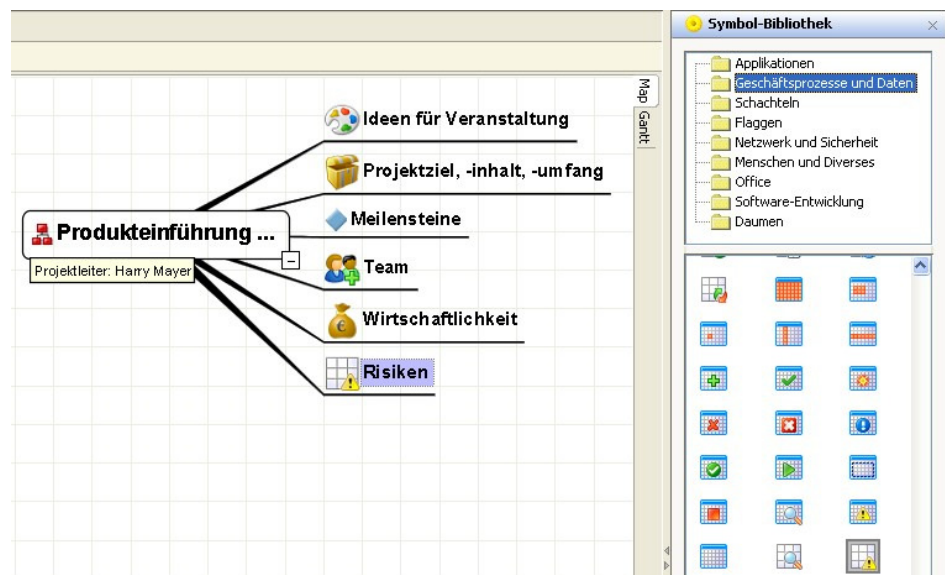 Symbol-Bibliothek
Applikationen
Geschäftsprozesse und Daten
Schachteln
Flaggen
Netzwerk und Sicherheit
Menschen und Diverses
Office
Software-Entwicklung
Daumen
Map
Gantt
Ideen für Veranstaltung
Projektziel, -inhalt, -umfang
Meilensteine
Produkteinführung ...
Projektleiter: Harry Mayer
Team
Wirtschaftlichkeit
Risiken